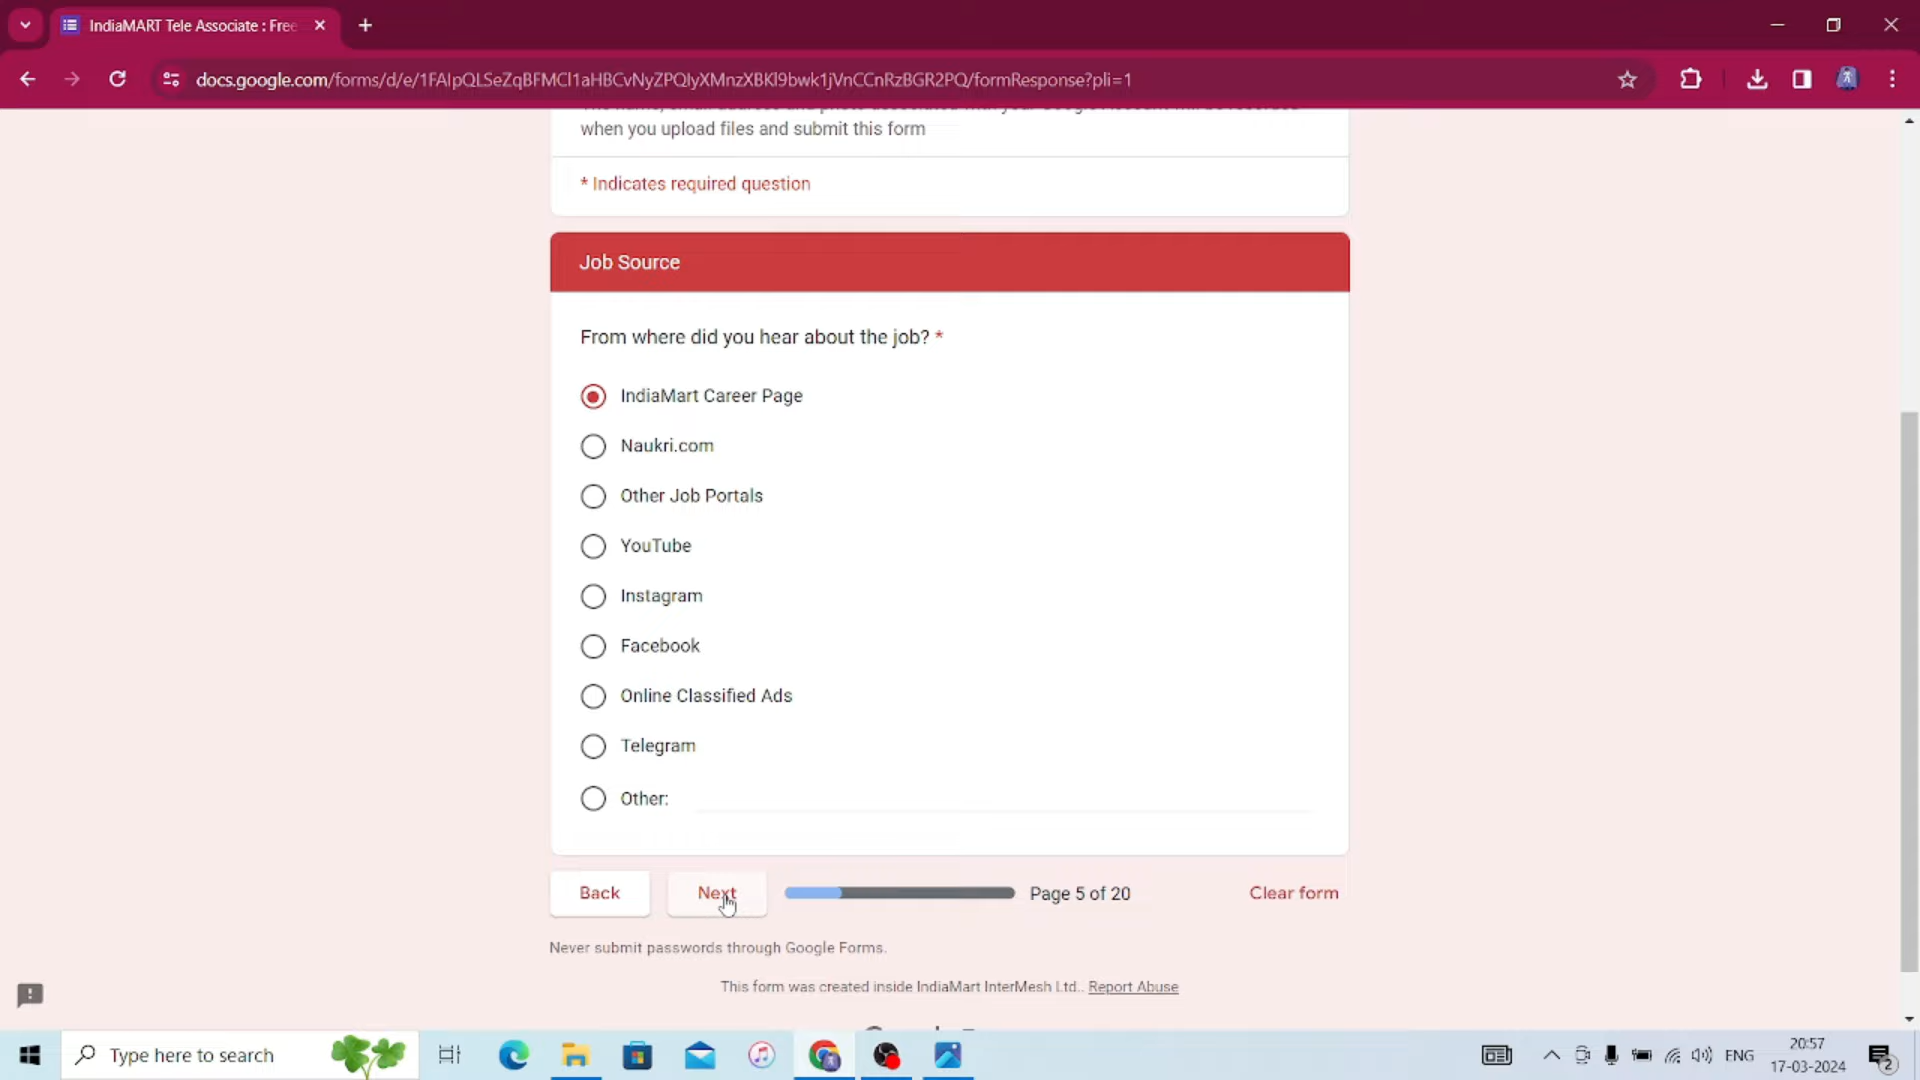 IndiaMART Tele Associate : Free
docs.google.com/forms/d/e/1FAIpQLSeZqBFMCl1aHBCvNyZPQIyXMnzXBKl9bwk1jVnCCnRzBGR2PQ/formResponse?pli=1
when you upload files and submit this form
* Indicates required question
Job Source
From where did you hear about the job? *
IndiaMart Career Page
Naukri.com
Other Job Portals
YouTube
Instagram
Facebook
Online Classified Ads
Telegram
Other:
Back Next Page 5 of 20 Clear form
Never submit passwords through Google Forms.
This form was created inside IndiaMart InterMesh Ltd.. Report Abuse
Type here to search
ENG
20:57
17-03-2024
2